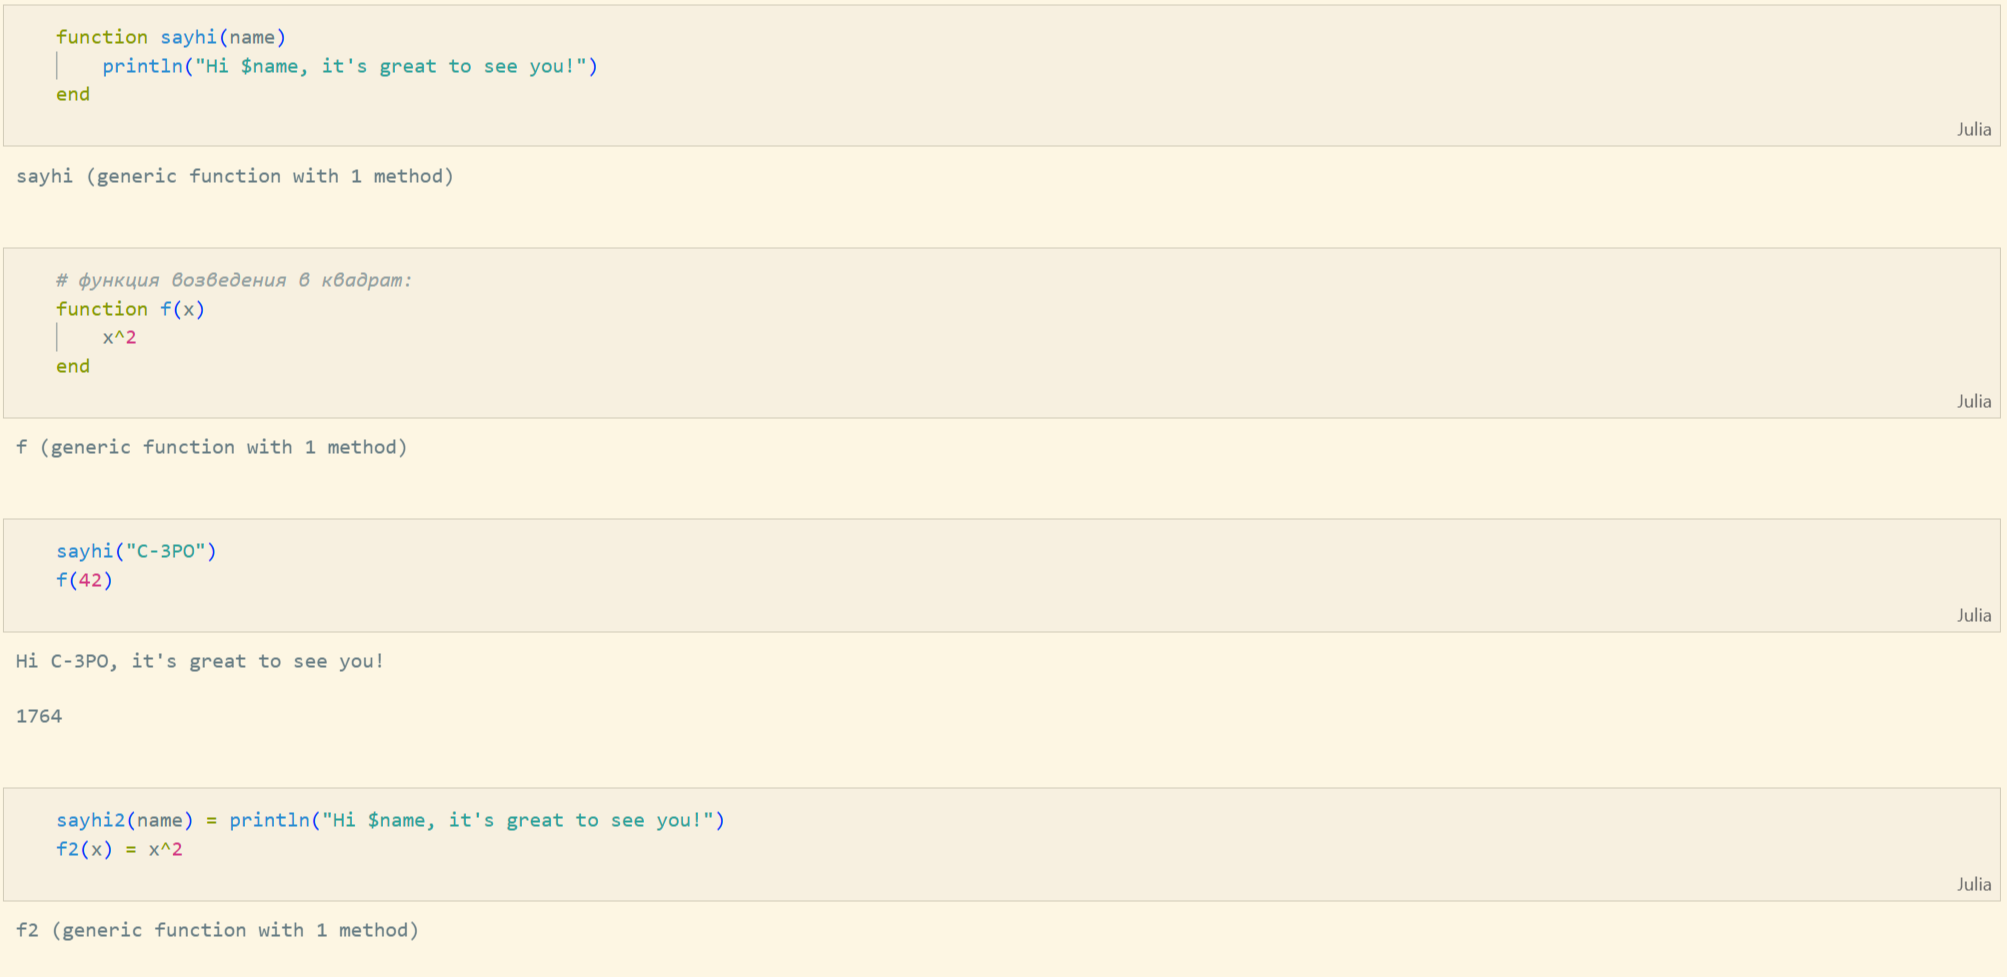 function sayhi(name)
    println("Hi $name, it's great to see you!")
end
Julia
sayhi (generic function with 1 method)
# функция возведения в квадрат:
function f(x)
    x^2
end
Julia
f (generic function with 1 method)
sayhi("C-3PO")
f(42)
Julia
Hi C-3PO, it's great to see you!
1764
sayhi2(name) = println("Hi $name, it's great to see you!")
f2(x) = x^2
Julia
f2 (generic function with 1 method)